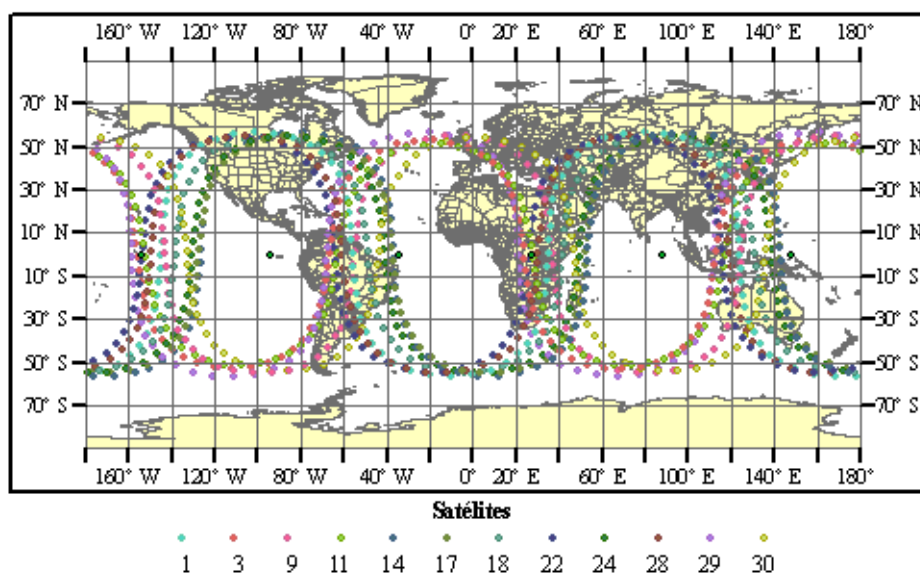 160° W 120° W 80° W 40° W 0° 20° E 60° E 100° E 140° E 180°
70° N 70° N
50° N 50° N
30° N 30° N
10° N 10° N
10° S 10° S
30° S 30° S
50° S 50° S
70° S 70° S
160° W 120° W 80° W 40° W 0° 20° E 60° E 100° E 140° E 180°
Satélites
1 3 9 11 14 17 18 22 24 28 29 30